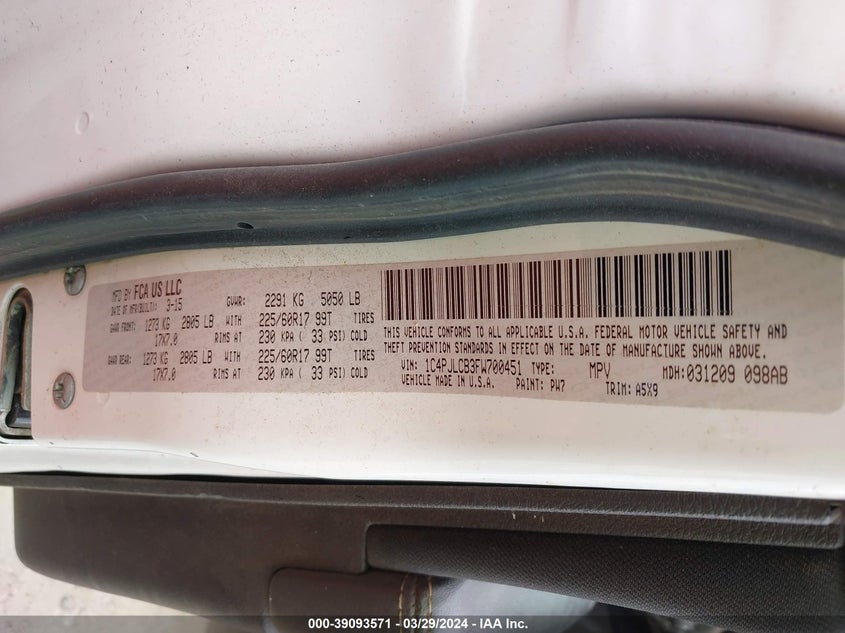 MFD BY FCA US LLC
DATE OF MFR(BUILT): 3-15 GVWR: 2291 KG 5050 LB
GAWR FRONT: 1273 KG 2805 LB WITH 225/60R17 99T TIRES
17X7.0 RIMS AT 230 KPA ( 33 PSI) COLD
GAWR REAR: 1273 KG 2805 LB WITH 225/60R17 99T TIRES
17X7.0 RIMS AT 230 KPA ( 33 PSI) COLD
THIS VEHICLE CONFORMS TO ALL APPLICABLE U.S.A. FEDERAL MOTOR VEHICLE SAFETY AND
THEFT PREVENTION STANDARDS IN EFFECT ON THE DATE OF MANUFACTURE SHOWN ABOVE.
VIN: 1C4PJLCB3FW700451 TYPE: MPV MDH: 031209 098AB
VEHICLE MADE IN U.S.A. PAINT: PW7 TRIM: A5X9
000-39093571 - 03/29/2024 - IAA Inc.